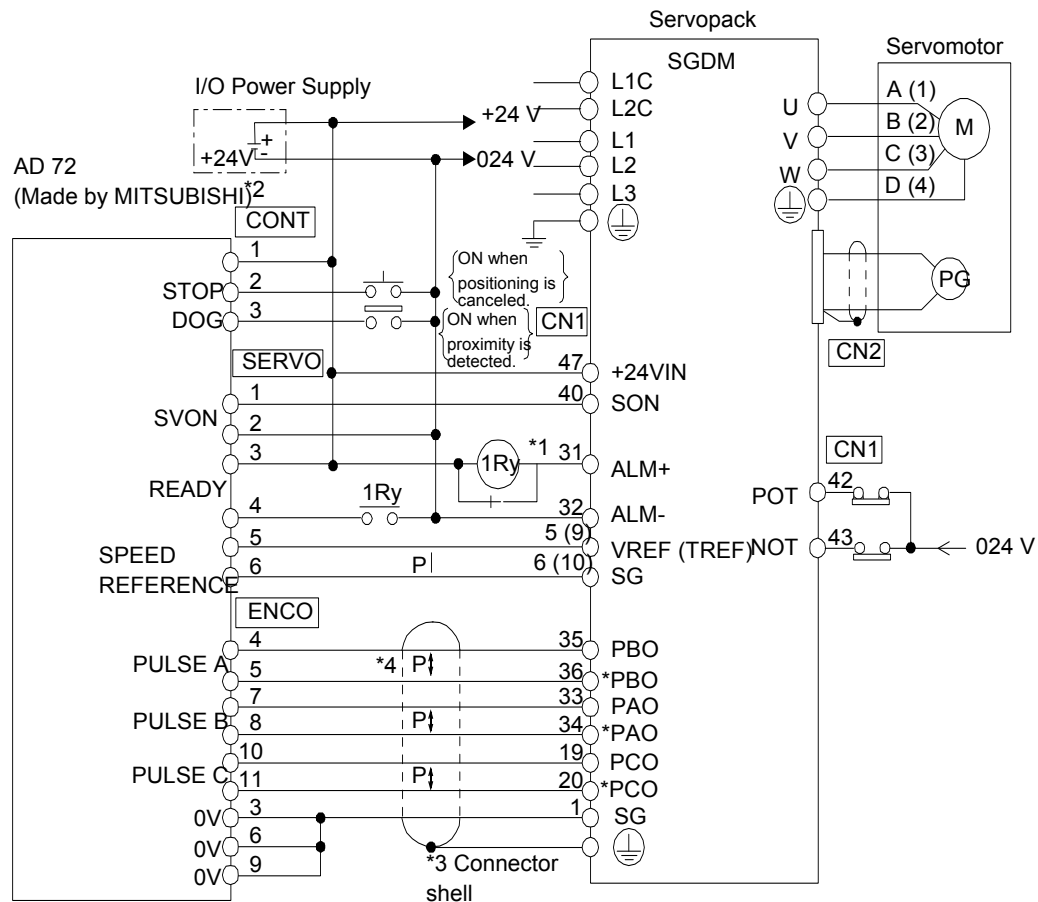 Servopack
SGDM
Servomotor
I/O Power Supply
+24V
+
-
+24 V
024 V
AD 72
(Made by MITSUBISHI)*2
CONT
1
STOP 2
DOG 3
ON when
positioning is
canceled.
ON when
proximity is
detected.
L1C
L2C
L1
L2
L3
U
V
W
A (1)
B (2)
C (3)
D (4)
M
PG
CN2
CN1
SERVO
47 +24VIN
1 40 SON
SVON
2
3 1Ry *1 31 ALM+
READY
4 1Ry 32 ALM-
5 5 (9) VREF (TREF)
SPEED
REFERENCE
6 P 6 (10) SG
CN1
POT 42
NOT 43 024 V
ENCO
4 35 PBO
PULSE A *4 P
5 36 *PBO
7 33 PAO
PULSE B P
8 34 *PAO
10 19 PCO
PULSE C P
11 20 *PCO
0V 3 1 SG
0V 6
0V 9
*3 Connector
shell